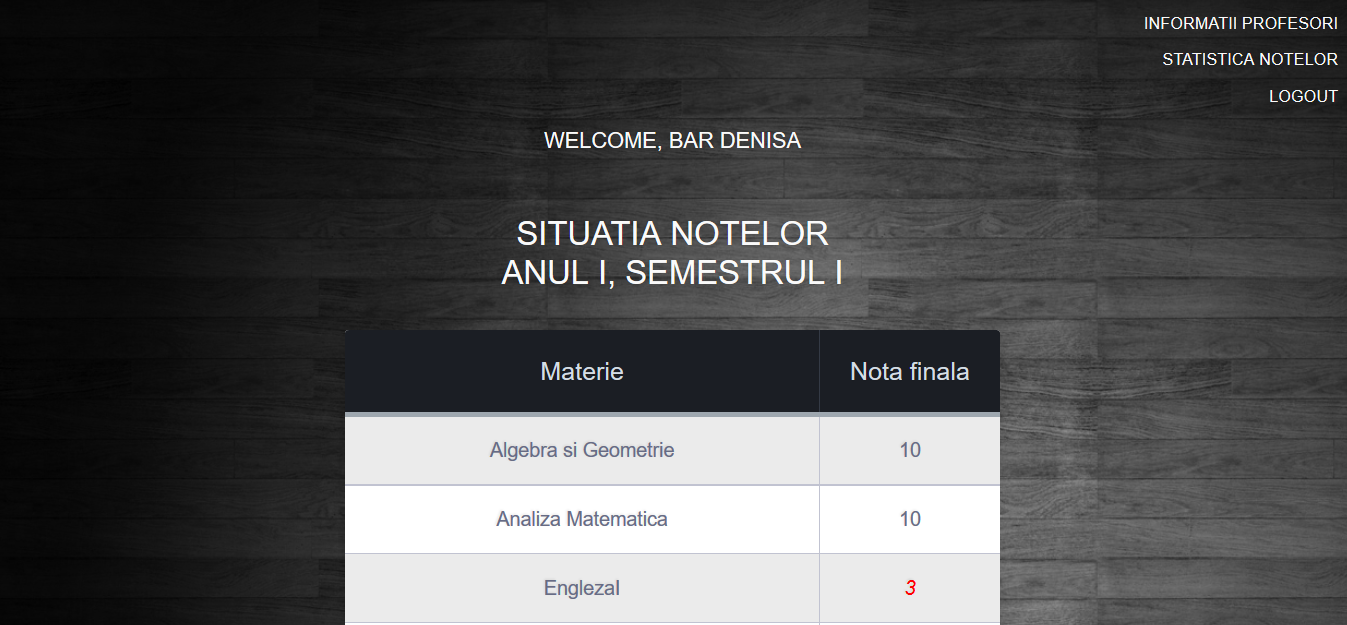 INFORMATII PROFESORI
STATISTICA NOTELOR
LOGOUT
WELCOME, BAR DENISA
SITUATIA NOTELOR
ANUL I, SEMESTRUL I
Materie Nota finala
Algebra si Geometrie 10
Analiza Matematica 10
EnglezaI 3